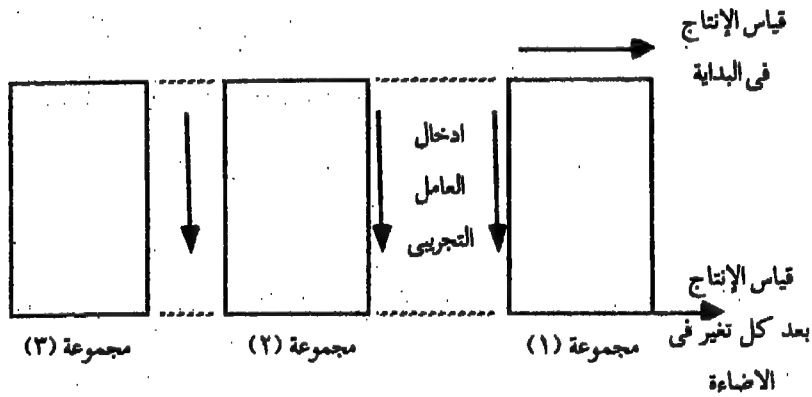 قياس الإنتاج
فى البداية
ادخال
العامل
التجريبى
قياس الإنتاج
بعد كل تغير فى
الاضاءة
مجموعة (١)
مجموعة (٢)
مجموعة (٣)